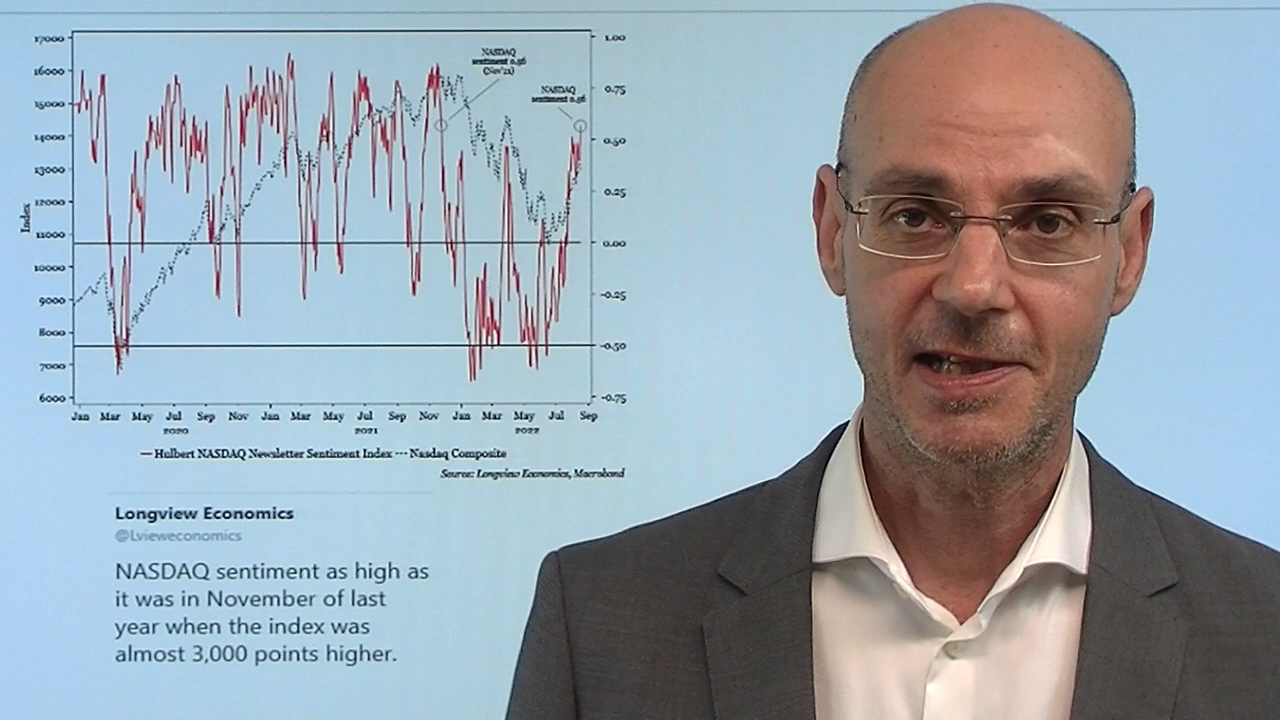 17000
16000
15000
14000
13000
12000
11000
10000
9000
8000
7000
6000
Index
NASDAQ
sentiment 0.56
(Nov'21)
NASDAQ
sentiment 0.56
1.00
0.75
0.50
0.25
0.00
-0.25
-0.50
-0.75
Jan Mar May Jul Sep Nov Jan Mar May Jul Sep Nov Jan Mar May Jul Sep
2020 2021 2022
Hulbert NASDAQ Newsletter Sentiment Index --- Nasdaq Composite
Source: Longview Economics, Macrobond
Longview Economics
@Lvieweconomics
NASDAQ sentiment as high as
it was in November of last
year when the index was
almost 3,000 points higher.